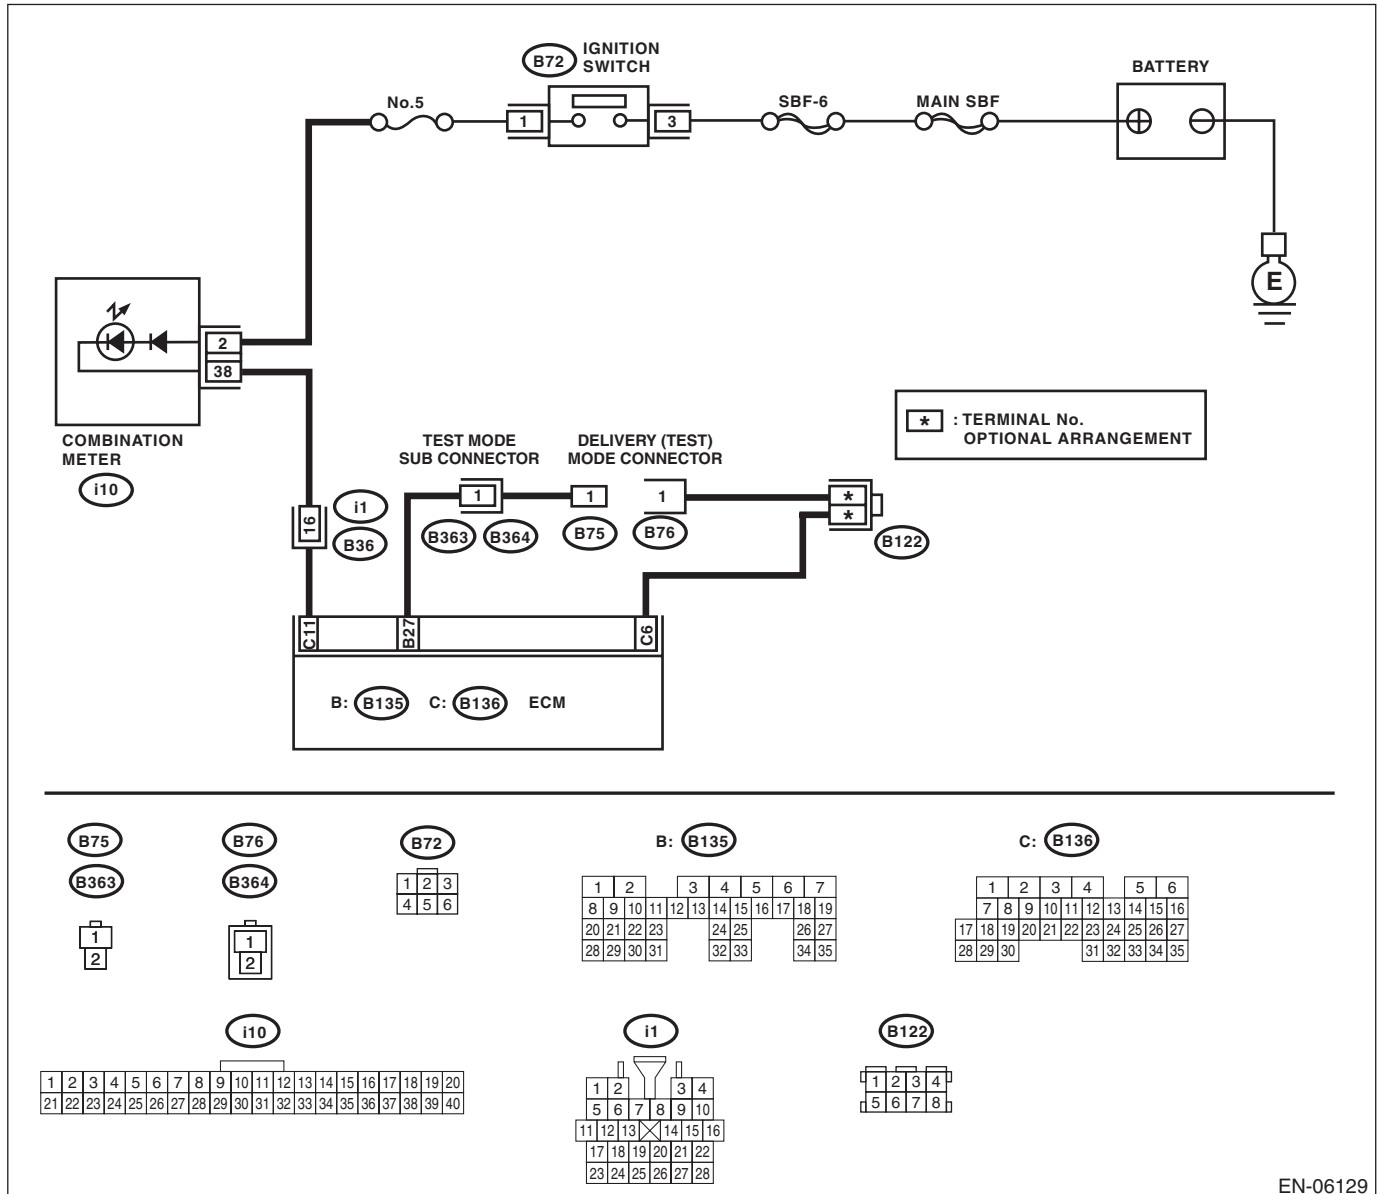 B72
IGNITION
SWITCH
BATTERY
No.5
1
3
SBF-6
MAIN SBF
E
2
38
COMBINATION
METER
i10
* : TERMINAL No.
OPTIONAL ARRANGEMENT
TEST MODE
SUB CONNECTOR
DELIVERY (TEST)
MODE CONNECTOR
16
i1
B36
1
1
1
*
*
B363
B364
B75
B76
B122
C11
B27
C6
B: B135 C: B136 ECM
B75
B363
1
2
B76
B364
1
2
B72
1 2 3
4 5 6
B: B135
1 2 3 4 5 6 7
8 9 10 11 12 13 14 15 16 17 18 19
20 21 22 23 24 25 26 27
28 29 30 31 32 33 34 35
C: B136
1 2 3 4 5 6
7 8 9 10 11 12 13 14 15 16
17 18 19 20 21 22 23 24 25 26 27
28 29 30 31 32 33 34 35
i10
1 2 3 4 5 6 7 8 9 10 11 12 13 14 15 16 17 18 19 20
21 22 23 24 25 26 27 28 29 30 31 32 33 34 35 36 37 38 39 40
i1
1 2 3 4
5 6 7 8 9 10
11 12 13 14 15 16
17 18 19 20 21 22
23 24 25 26 27 28
B122
1 2 3 4
5 6 7 8
EN-06129